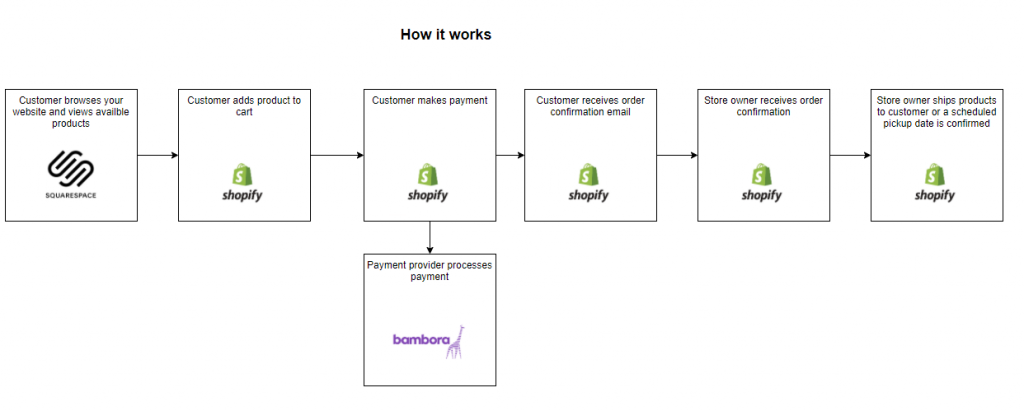 How it works
Customer browses your
website and views availble
products
SQUARESPACE
Customer adds product to
cart
shopify
Customer makes payment
shopify
Customer receives order
confirmation email
shopify
Store owner receives order
confirmation
shopify
Store owner ships products
to customer or a scheduled
pickup date is confirmed
shopify
Payment provider processes
payment
bambora